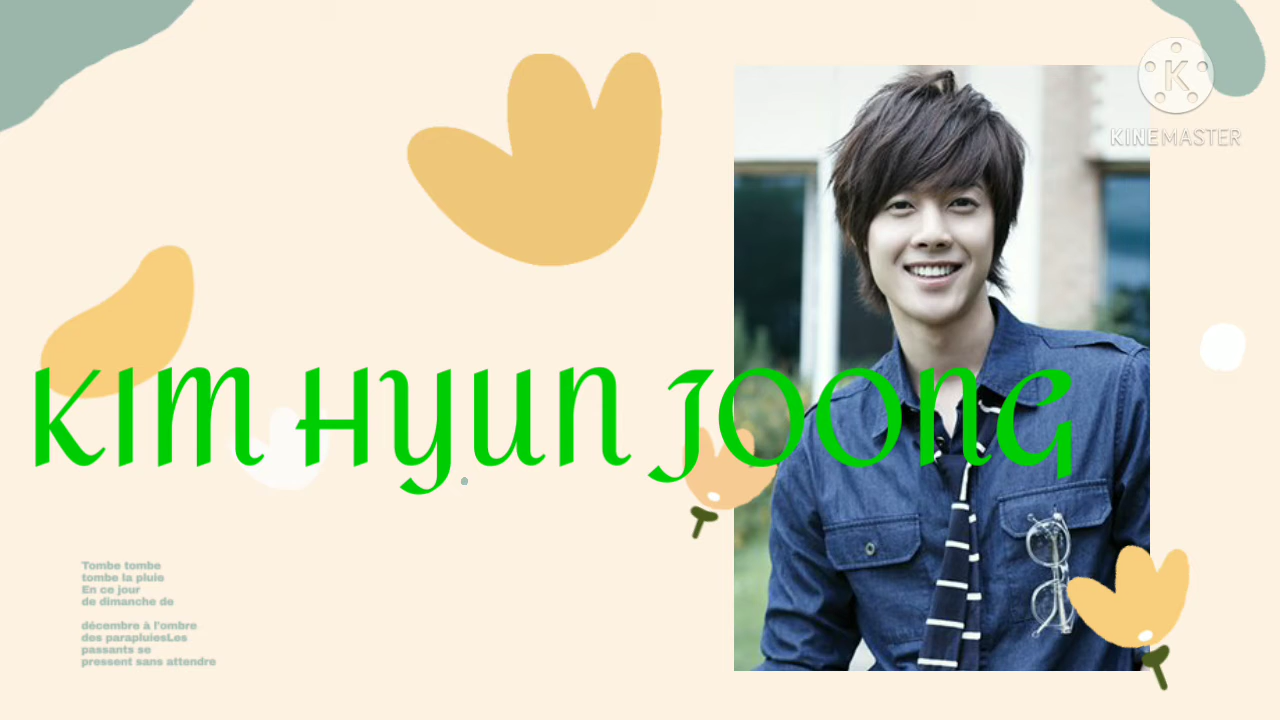 K
KINEMASTER
KIM HYUN JOONG
Tombe tombe
tombe la pluie
En ce jour
de dimanche de
décembre à l'ombre
des parapluiesLes
passants se
pressent sans attendre